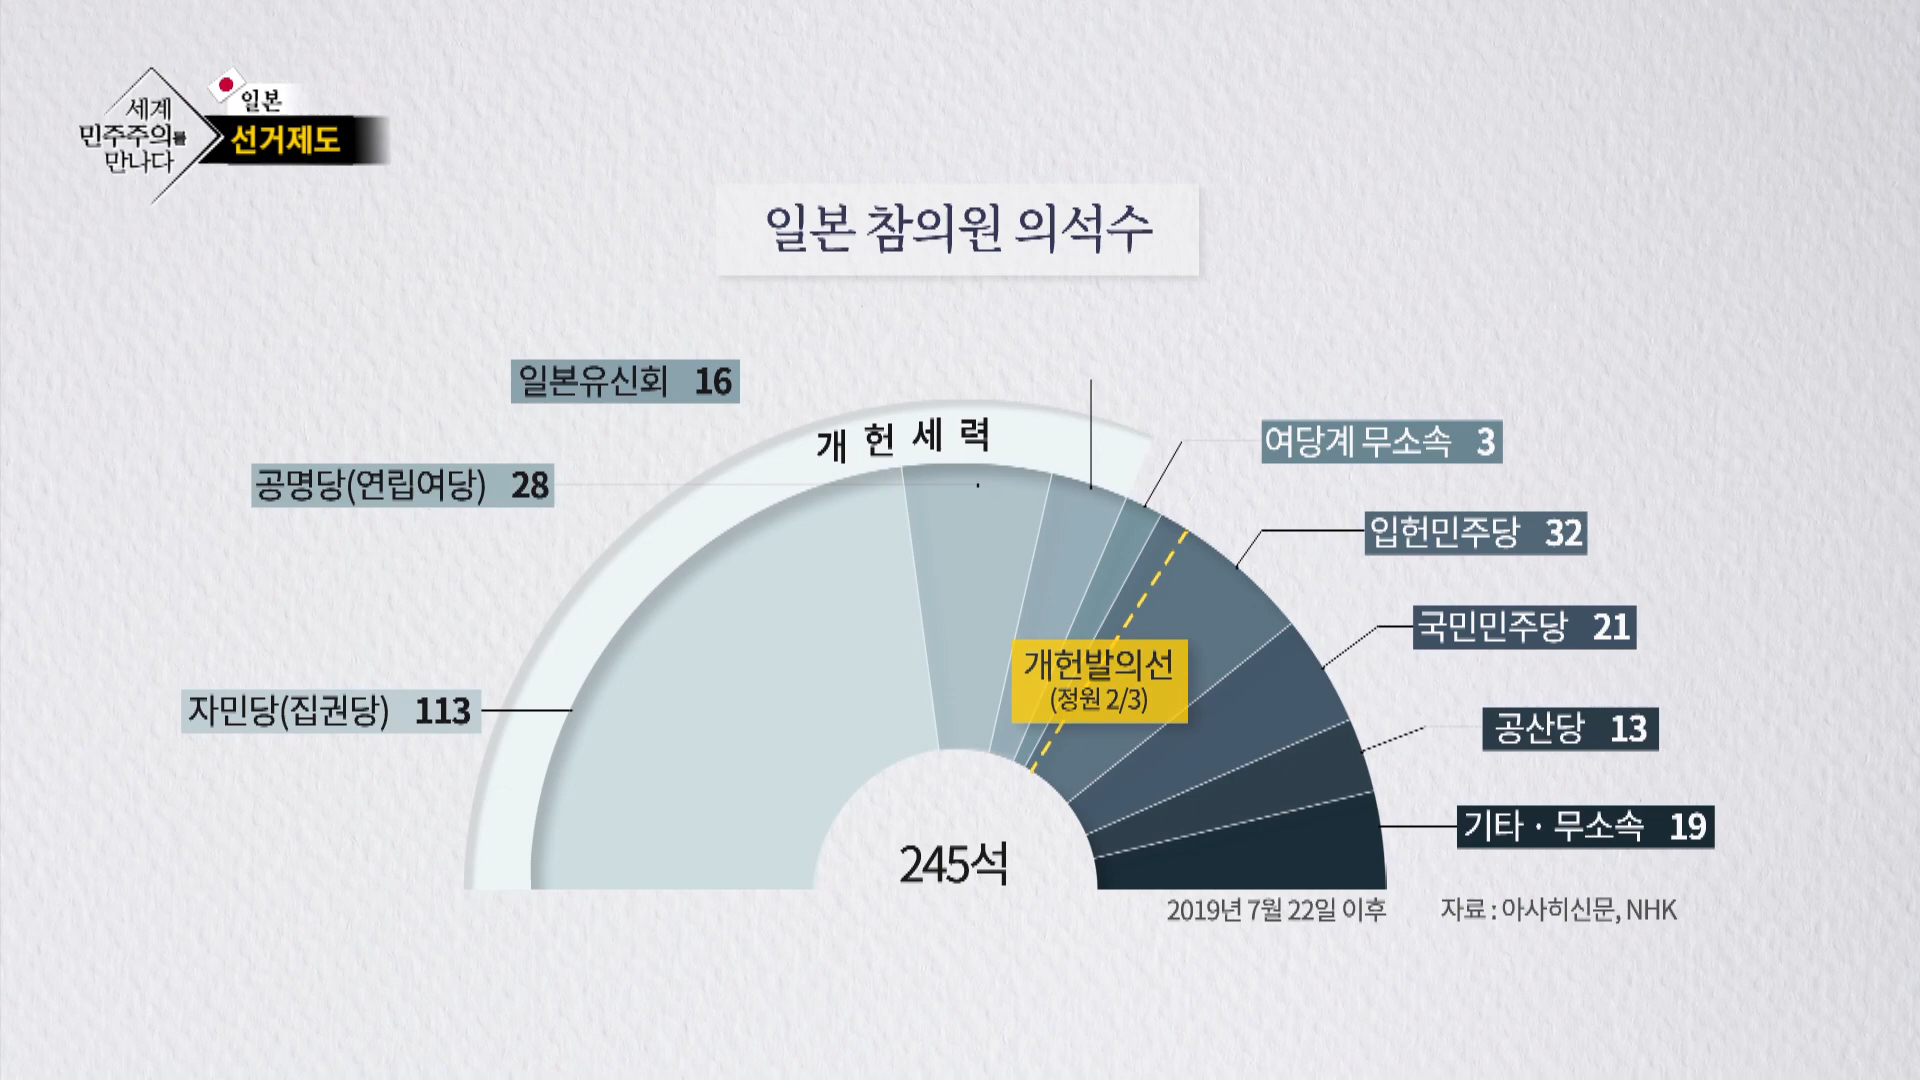 세계
민주주의를
만나다
일본
선거제도
일본 참의원 의석수
일본유신회 16
개헌세력
여당계 무소속 3
공명당(연립여당) 28
입헌민주당 32
국민민주당 21
개헌발의선
(정원 2/3)
자민당(집권당) 113
공산당 13
기타·무소속 19
245석
2019년 7월 22일 이후
자료 : 아사히신문, NHK